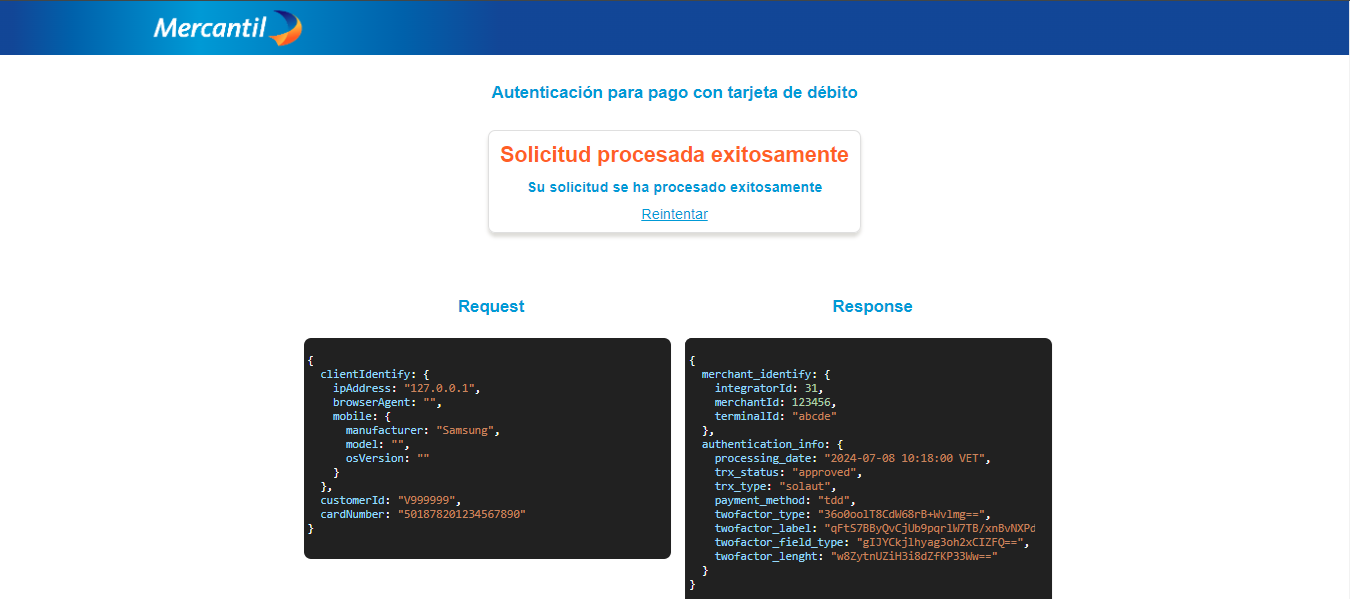 Mercantil
Autenticación para pago con tarjeta de débito
Solicitud procesada exitosamente
Su solicitud se ha procesado exitosamente
Reintentar
Request
{
clientIdentify: {
ipAddress: "127.0.0.1",
browserAgent: "",
mobile: {
manufacturer: "Samsung",
model: "",
osVersion: ""
}
},
customerId: "V999999",
cardNumber: "501878201234567890"
}
Response
{
merchant_identify: {
integratorId: 31,
merchantId: 123456,
terminalId: "abcde"
},
authentication_info: {
processing_date: "2024-07-08 10:18:00 VET",
trx_status: "approved",
trx_type: "solaut",
payment_method: "tdd",
twofactor_type: "36o0oolT8CdW68rB+Wvlmg==",
twofactor_label: "qFtS7BByQvCjUb9pqrlW7TB/xnBvNXPd
twofactor_field_type: "gIJYCkjlhyag3oh2xCIZFQ==",
twofactor_lenght: "w8ZytnUZiH3i8dZfKP33Ww=="
}
}